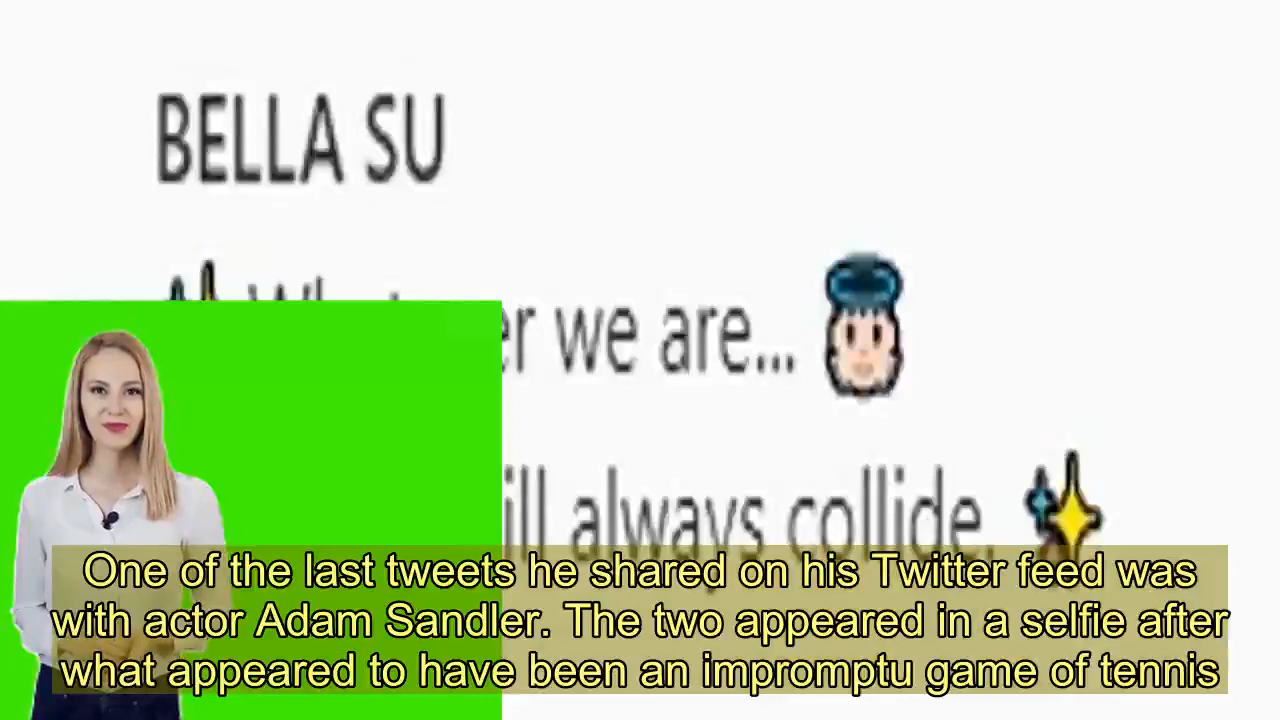 BELLA SU
er we are...
ill always collide.
One of the last tweets he shared on his Twitter feed was
with actor Adam Sandler. The two appeared in a selfie after
what appeared to have been an impromptu game of tennis